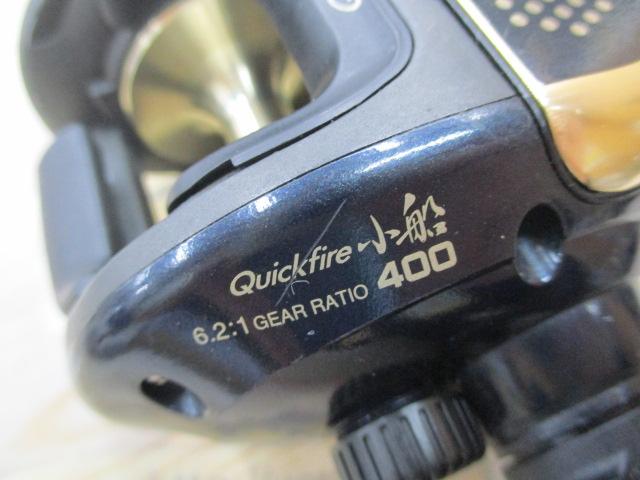 Quickfire 小船
6.2:1 GEAR RATIO 400